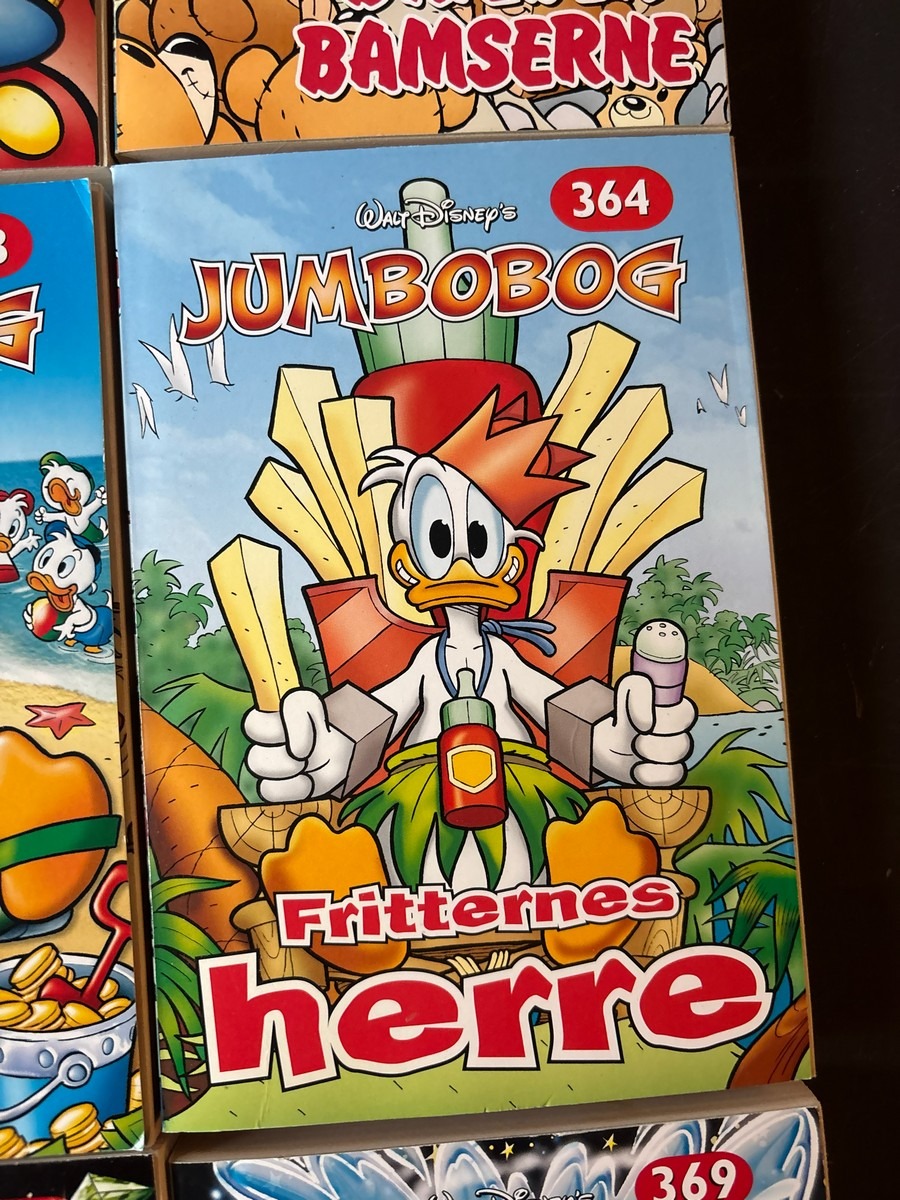 BAMSERNE
WALT DISNEY'S
364
JUMBOBOG
Fritternes
herre
369